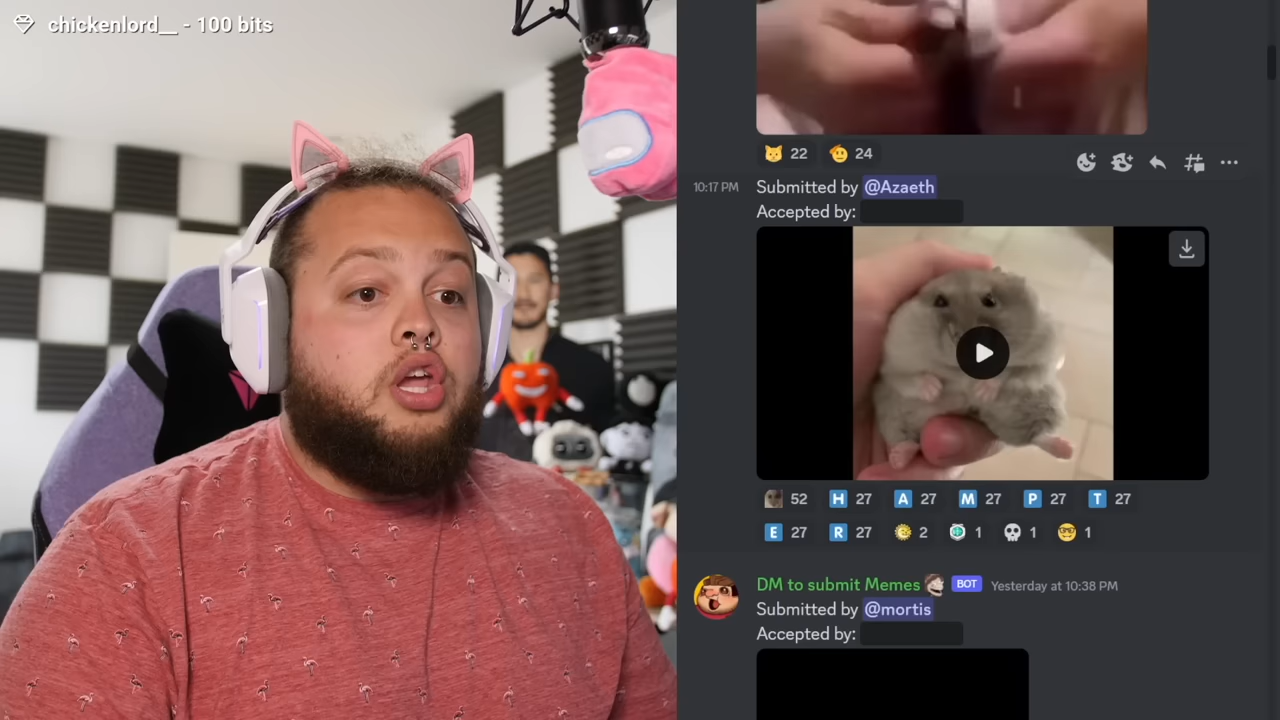 chickenlord__ - 100 bits
22 24
10:17 PM Submitted by @Azaeth
Accepted by:
52 H 27 A 27 M 27 P 27 T 27
E 27 R 27 2 1 1 1
DM to submit Memes BOT Yesterday at 10:38 PM
Submitted by @mortis
Accepted by: